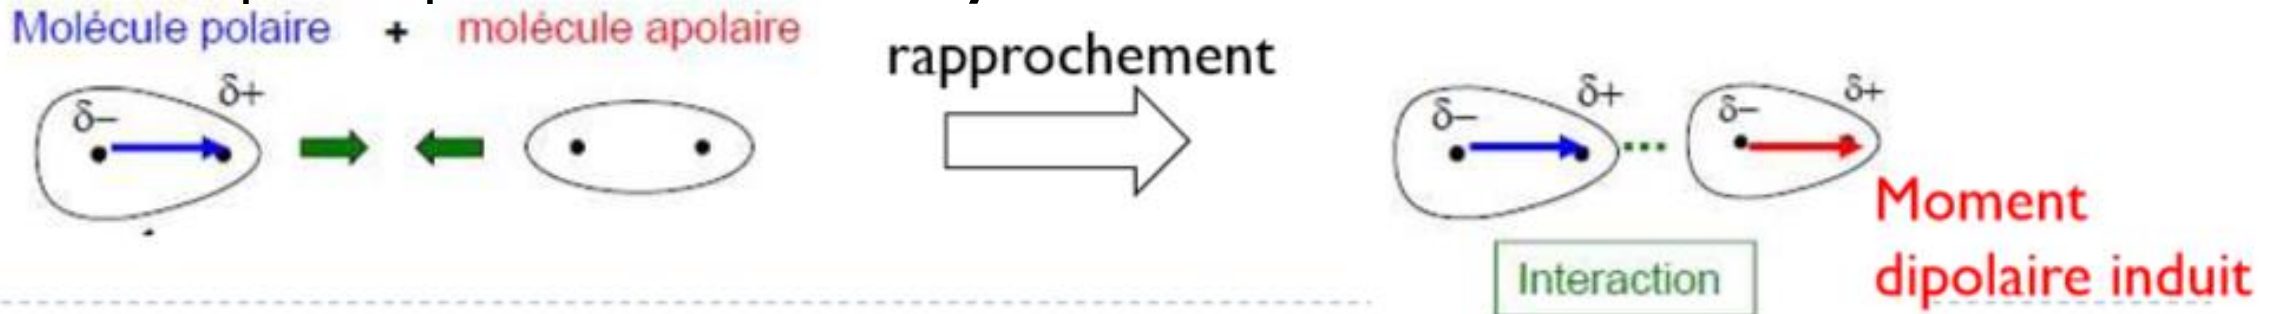 Molécule polaire + molécule apolaire
rapprochement
δ– δ+
δ– δ+
δ– δ+
Moment
dipolaire induit
Interaction